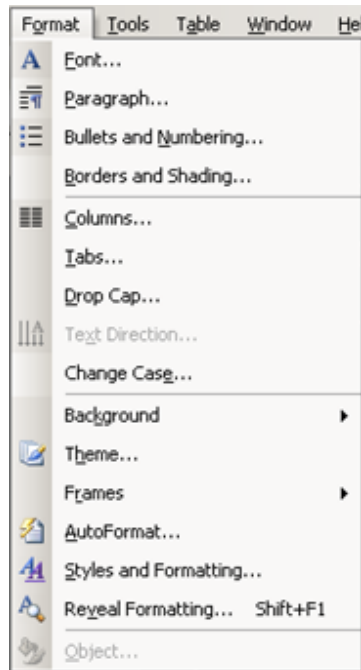 Format Tools Table Window He
Font...
Paragraph...
Bullets and Numbering...
Borders and Shading...
Columns...
Tabs...
Drop Cap...
Text Direction...
Change Case...
Background
Theme...
Frames
AutoFormat...
Styles and Formatting...
Reveal Formatting... Shift+F1
Object...